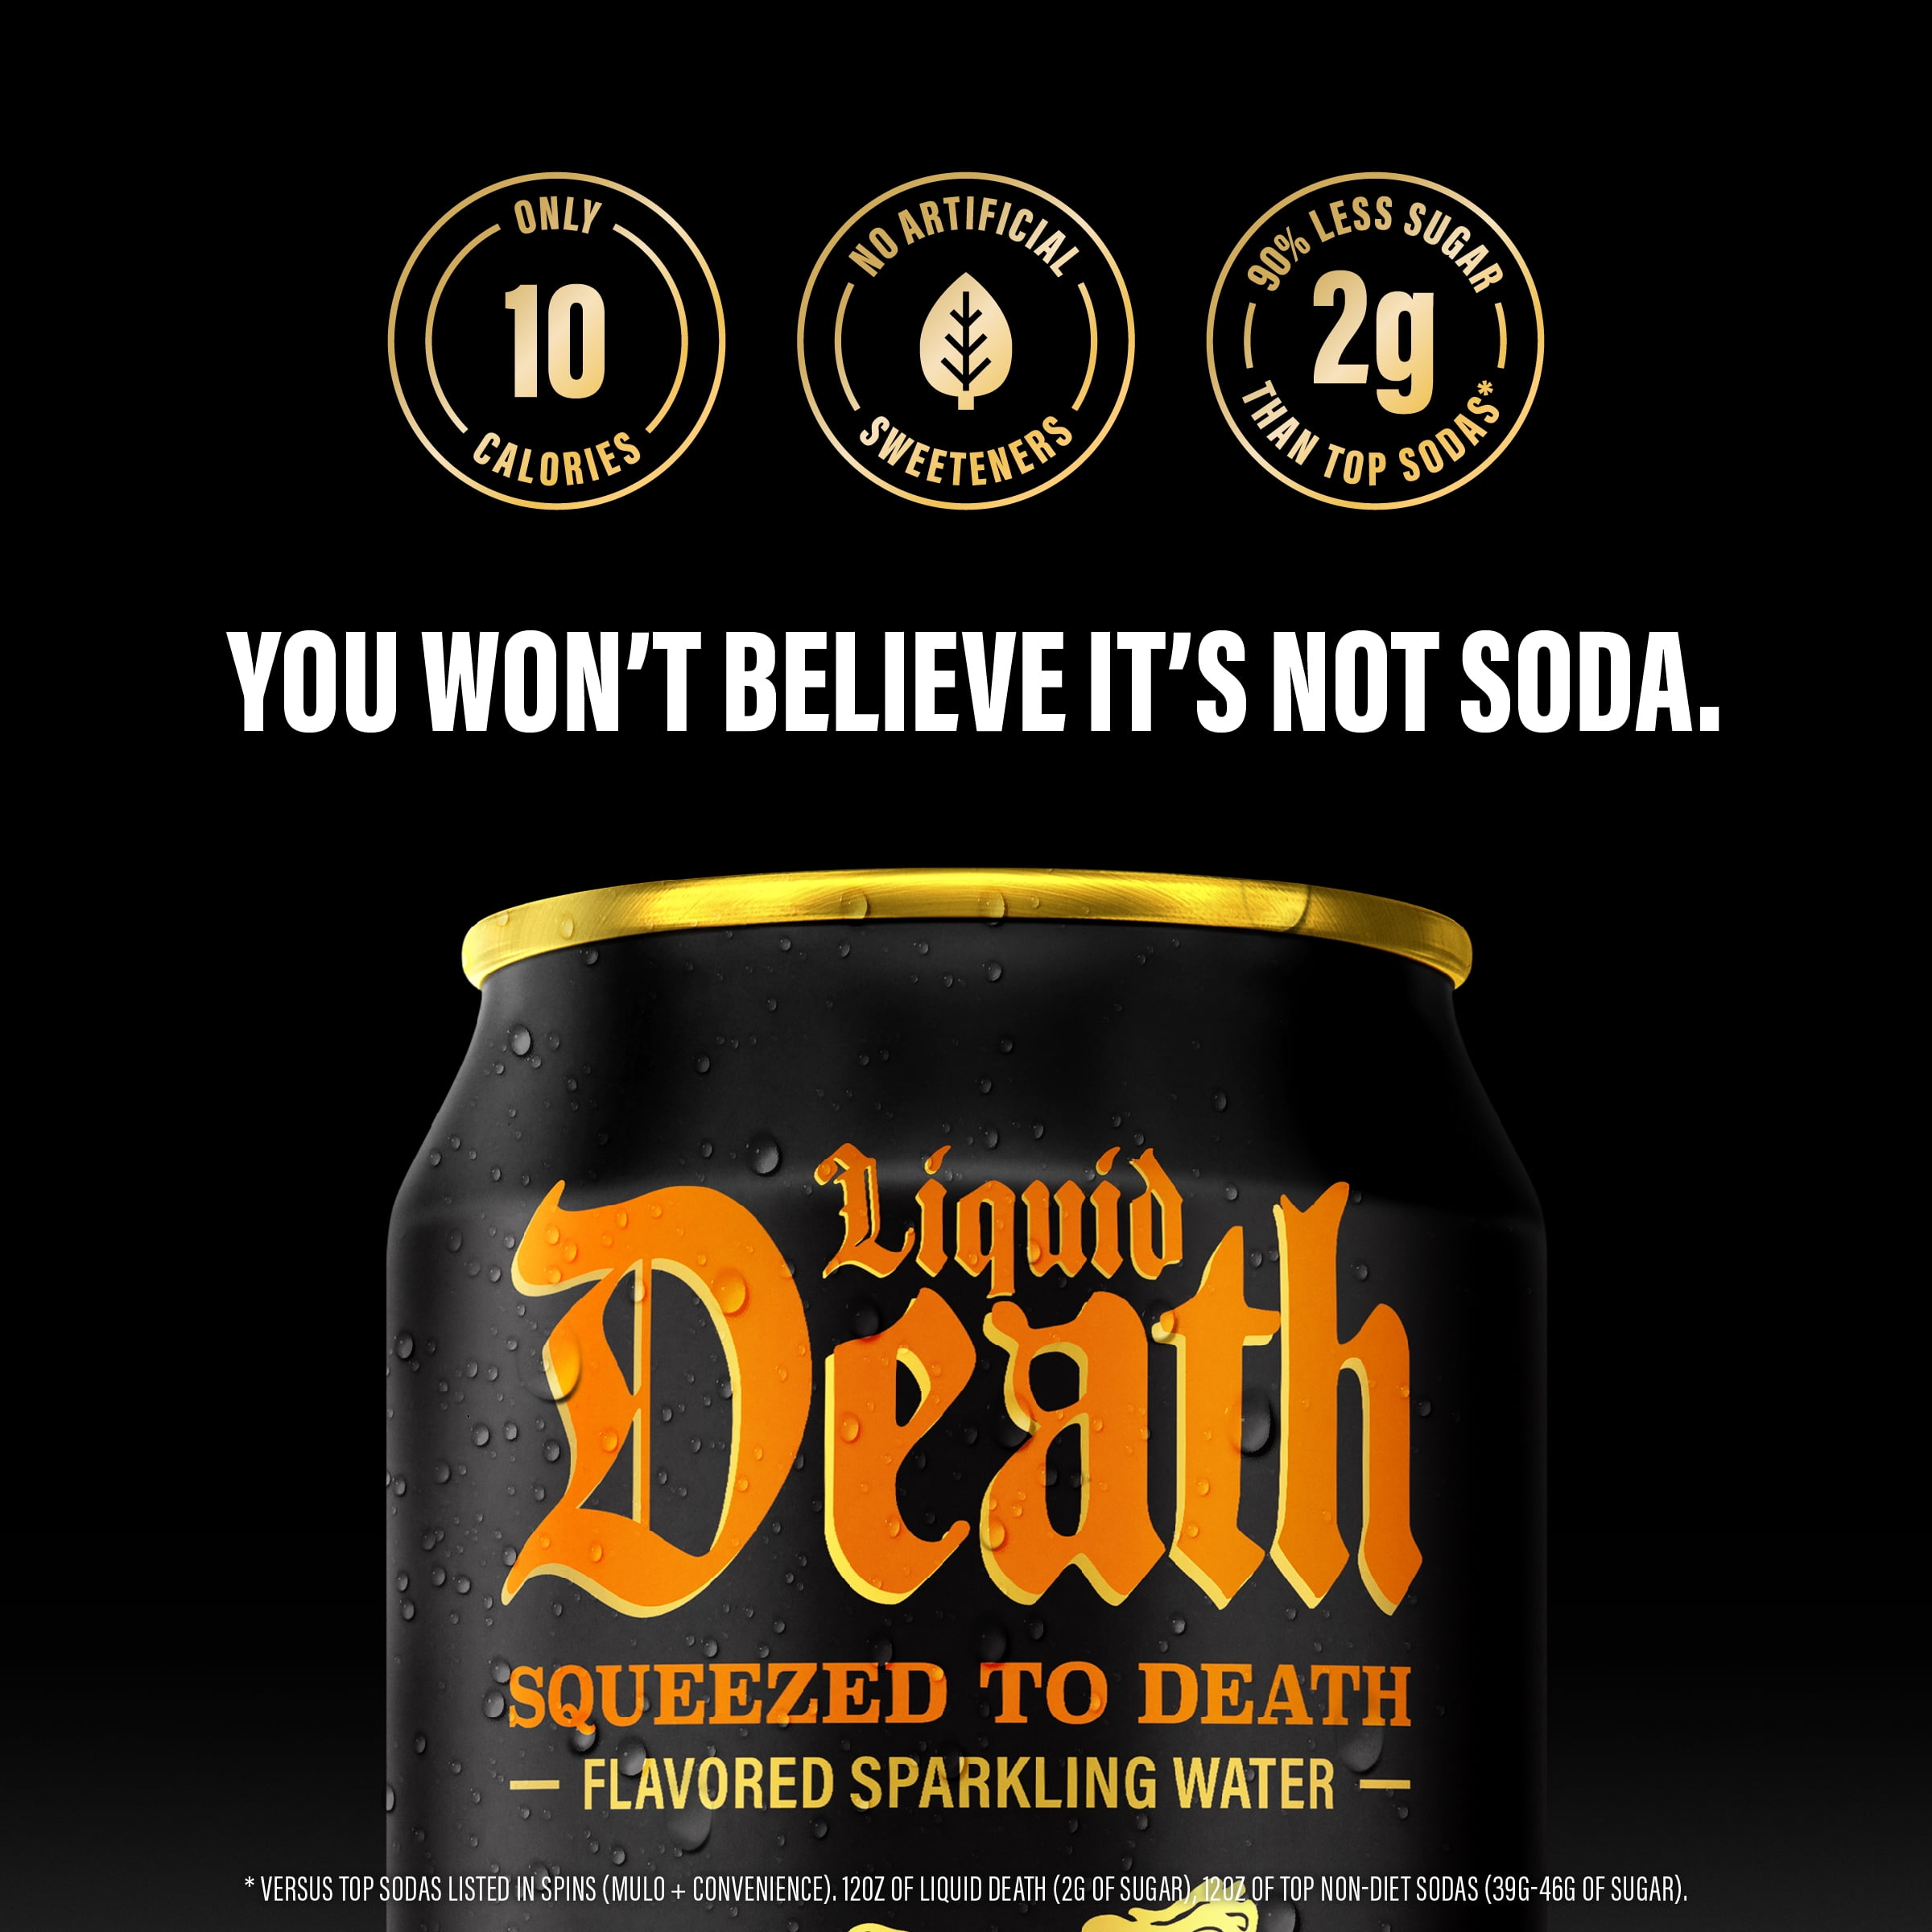 ONLY
10
CALORIES
NO ARTIFICIAL
SWEETENERS
90% LESS SUGAR
2g
THAN TOP SODAS*
YOU WON'T BELIEVE IT'S NOT SODA.
Liquid
Death
SQUEEZED TO DEATH
— FLAVORED SPARKLING WATER —
* VERSUS TOP SODAS LISTED IN SPINS (MULO + CONVENIENCE). 12OZ OF LIQUID DEATH (2G OF SUGAR), 12OZ OF TOP NON-DIET SODAS (39G-46G OF SUGAR).